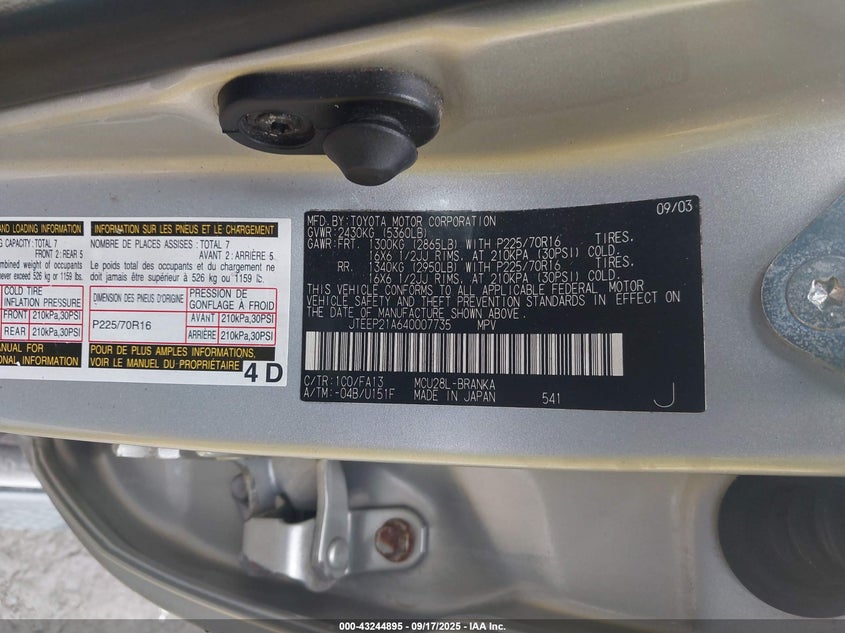 AND LOADING INFORMATION
G CAPACITY: TOTAL 7
FRONT 2: REAR 5
ombined weight of occupants
never exceed 526 kg or 1159 lbs.
COLD TIRE
INFLATION PRESSURE
FRONT 210kPa,30PSI
REAR 210kPa,30PSI
MANUAL FOR
ONAL INFORMATION
INFORMATION SUR LES PNEUS ET LE CHARGEMENT
NOMBRE DE PLACES ASSISES : TOTAL 7
AVANT 2: ARRIÈRE 5
Le poids total des occupants et du chargement ne
doit jamais être supérieur à 526 kg ou 1159 lb.
DIMENSION DES PNEUS D'ORIGINE
PRESSION DE
GONFLAGE À FROID
P225/70R16
AVANT 210kPa,30PSI
ARRIÈRE 210kPa,30PSI
POUR DE PLUS AMPLES INFORMATIONS,
VOIR LE MANUEL DU PROPRIÉTAIRE
4 D
09/03
MFD. BY: TOYOTA MOTOR CORPORATION
GVWR: 2430KG (5360LB)
GAWR: FRT. 1300KG (2865LB) WITH P225/70R16 TIRES,
16X6 1/2JJ RIMS, AT 210KPA (30PSI) COLD
RR. 1340KG (2950LB) WITH P225/70R16 TIRES,
16X6 1/2JJ RIMS, AT 210KPA (30PSI) COLD.
THIS VEHICLE CONFORMS TO ALL APPLICABLE FEDERAL MOTOR
VEHICLE SAFETY AND THEFT PREVENTION STANDARDS IN EFFECT ON
THE DATE OF MANUFACTURE SHOWN ABOVE.
JTEEP21A640007735 MPV
C/TR: 1C0/FA13 MCU28L-BRANKA
A/TM: -04B/U151F MADE IN JAPAN 541
J
000-43244895 - 09/17/2025 - IAA Inc.